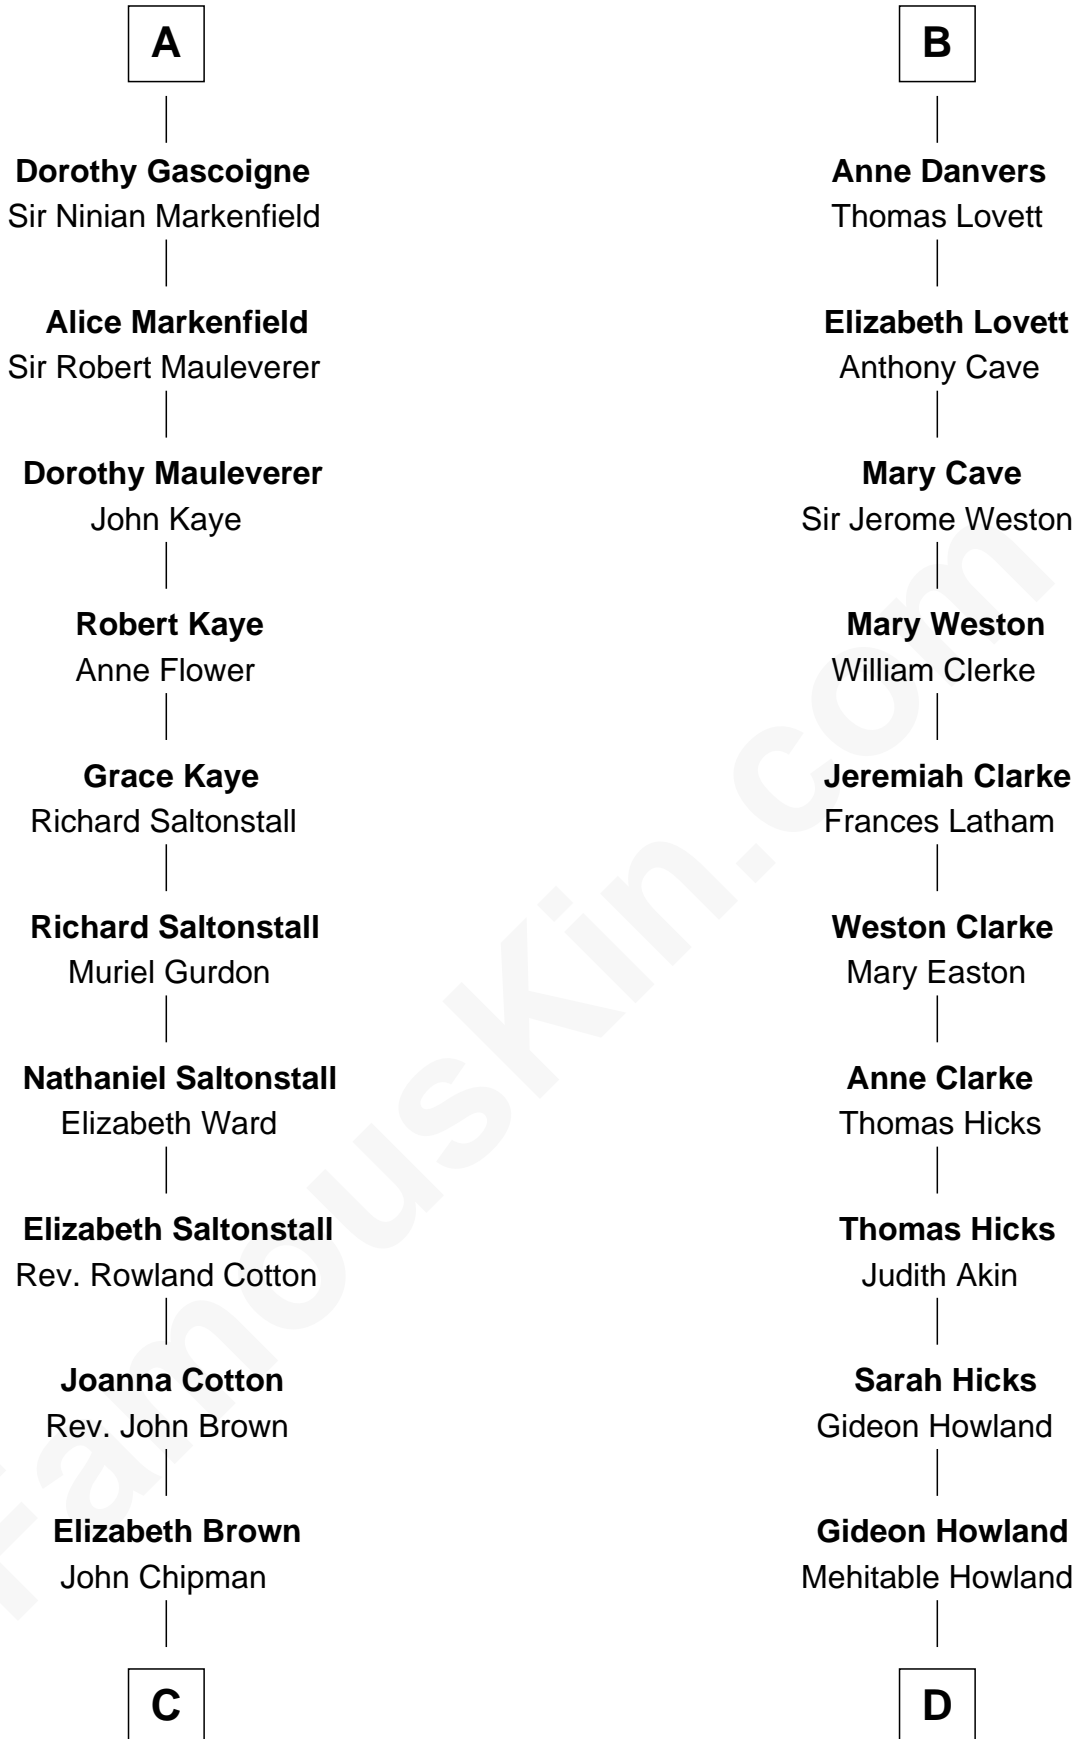 A
Dorothy Gascoigne
Sir Ninian Markenfield
Alice Markenfield
Sir Robert Mauleverer
Dorothy Mauleverer
John Kaye
Robert Kaye
Anne Flower
Grace Kaye
Richard Saltonstall
Richard Saltonstall
Muriel Gurdon
Nathaniel Saltonstall
Elizabeth Ward
Elizabeth Saltonstall
Rev. Rowland Cotton
Joanna Cotton
Rev. John Brown
Elizabeth Brown
John Chipman
C
B
Anne Danvers
Thomas Lovett
Elizabeth Lovett
Anthony Cave
Mary Cave
Sir Jerome Weston
Mary Weston
William Clerke
Jeremiah Clarke
Frances Latham
Weston Clarke
Mary Easton
Anne Clarke
Thomas Hicks
Thomas Hicks
Judith Akin
Sarah Hicks
Gideon Howland
Gideon Howland
Mehitable Howland
D
FamousKin.com